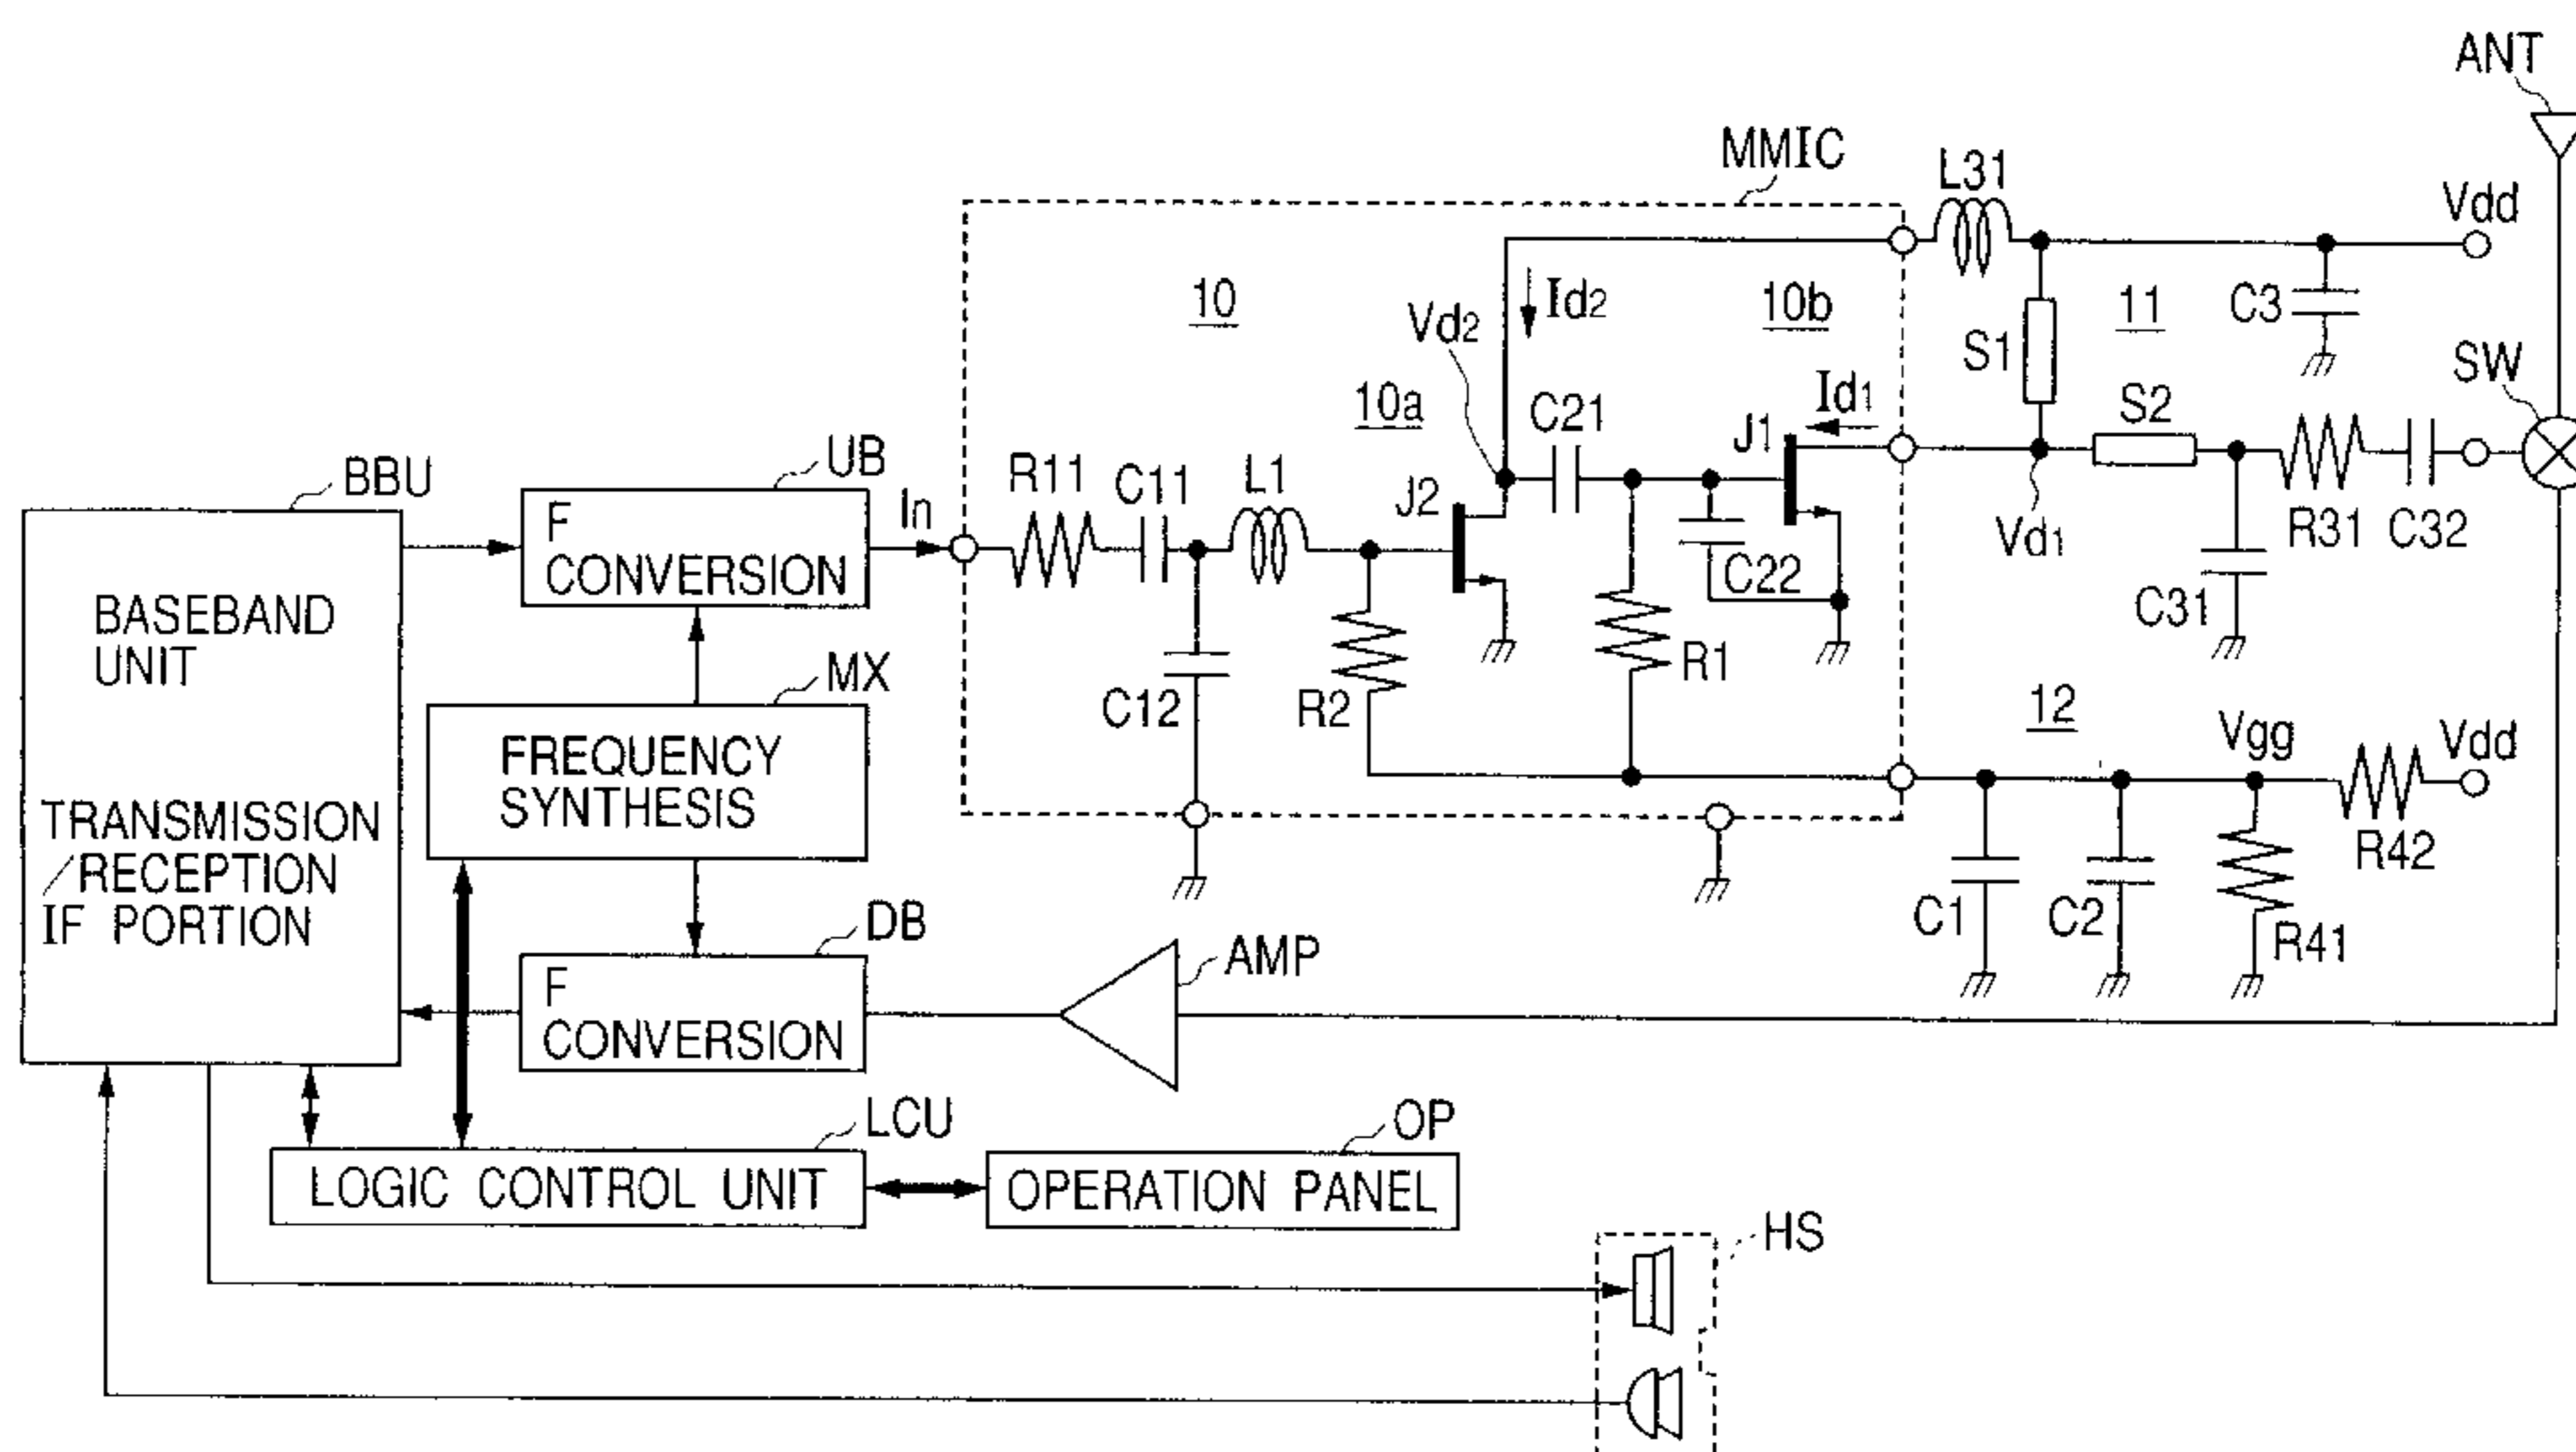 ANT
MMIC
L31
Vdd
10
Id2
10b
Vd2
11
C3
S1
SW
10a
C21
J1
Id1
S2
BBU
UB
R11
C11
L1
J2
In
F
CONVERSION
C22
Vd1
R31
C32
C31
BASEBAND
UNIT
MX
C12
R2
R1
12
Vgg
Vdd
FREQUENCY
SYNTHESIS
TRANSMISSION
/RECEPTION
IF PORTION
R42
C1
C2
R41
DB
AMP
F
CONVERSION
LCU
OP
LOGIC CONTROL UNIT
OPERATION PANEL
HS